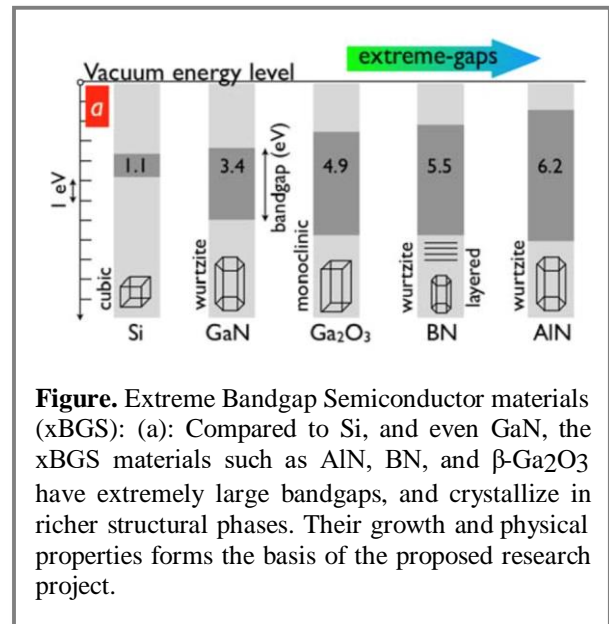 extreme-gaps
Vacuum energy level
a
1 eV
1.1
3.4
bandgap (eV)
4.9
5.5
6.2
cubic
wurtzite
monoclinic
wurtzite
layered
wurtzite
Si
GaN
Ga₂O₃
BN
AlN
Figure. Extreme Bandgap Semiconductor materials
(xBGS): (a): Compared to Si, and even GaN, the
xBGS materials such as AlN, BN, and β-Ga2O3
have extremely large bandgaps, and crystallize in
richer structural phases. Their growth and physical
properties forms the basis of the proposed research
project.